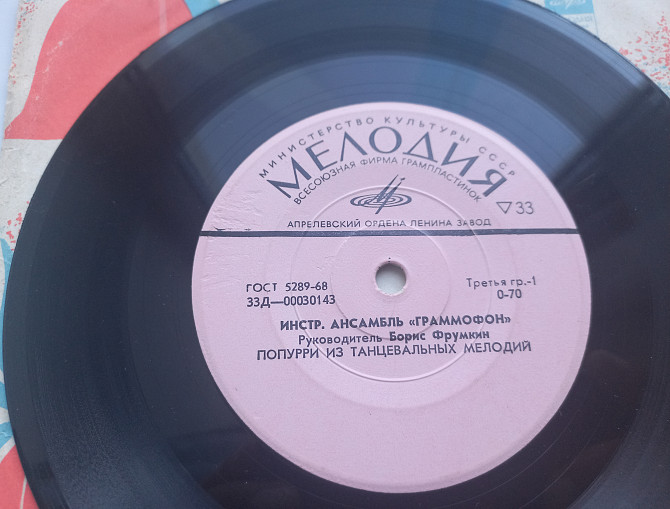 МИНИСТЕРСТВО КУЛЬТУРЫ СССР
МЕЛОДИЯ
ВСЕСОЮЗНАЯ ФИРМА ГРАМПЛАСТИНОК
▽33
АПРЕЛЕВСКИЙ ОРДЕНА ЛЕНИНА ЗАВОД
ГОСТ 5289-68
33Д—00030143
Третья гр.-1
0-70
ИНСТР. АНСАМБЛЬ «ГРАММОФОН»
Руководитель Борис Фрумкин
ПОПУРРИ ИЗ ТАНЦЕВАЛЬНЫХ МЕЛОДИЙ